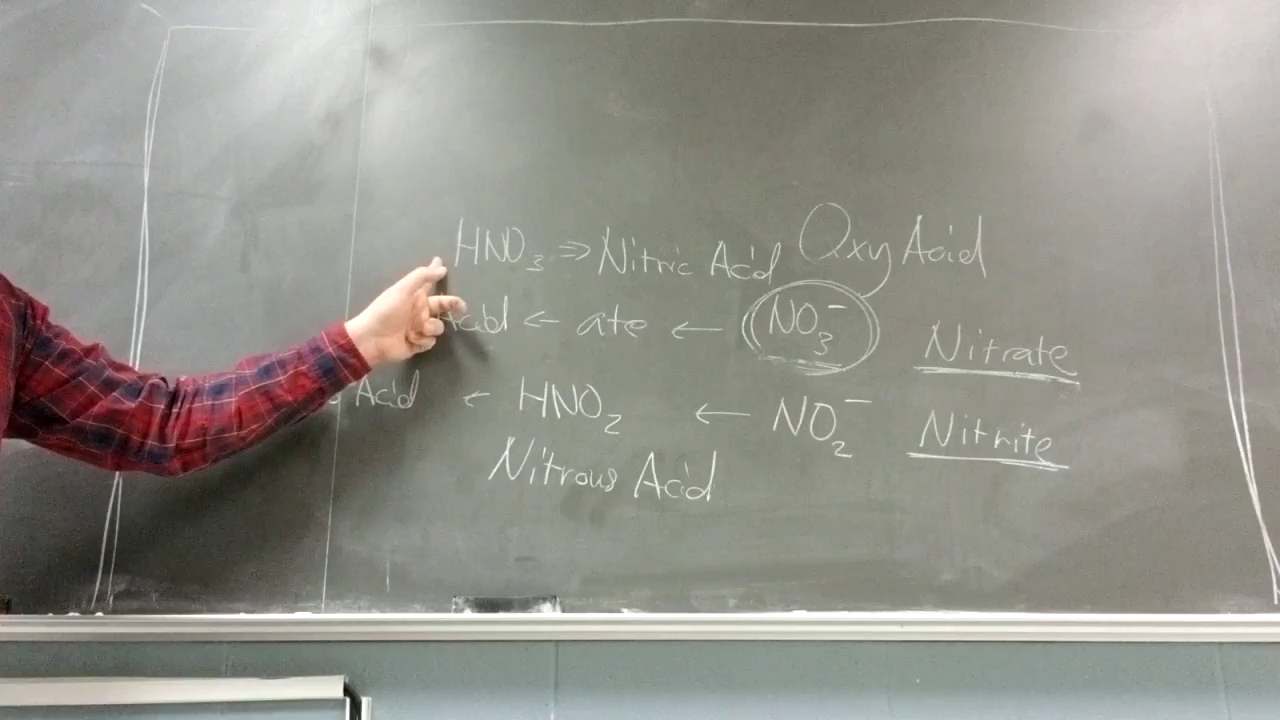 HNO₃ ⇒ Nitric Acid Oxy Acid
Acid ← ate ← NO₃⁻ Nitrate
Acid ← HNO₂ ← NO₂⁻ Nitrite
Nitrous Acid